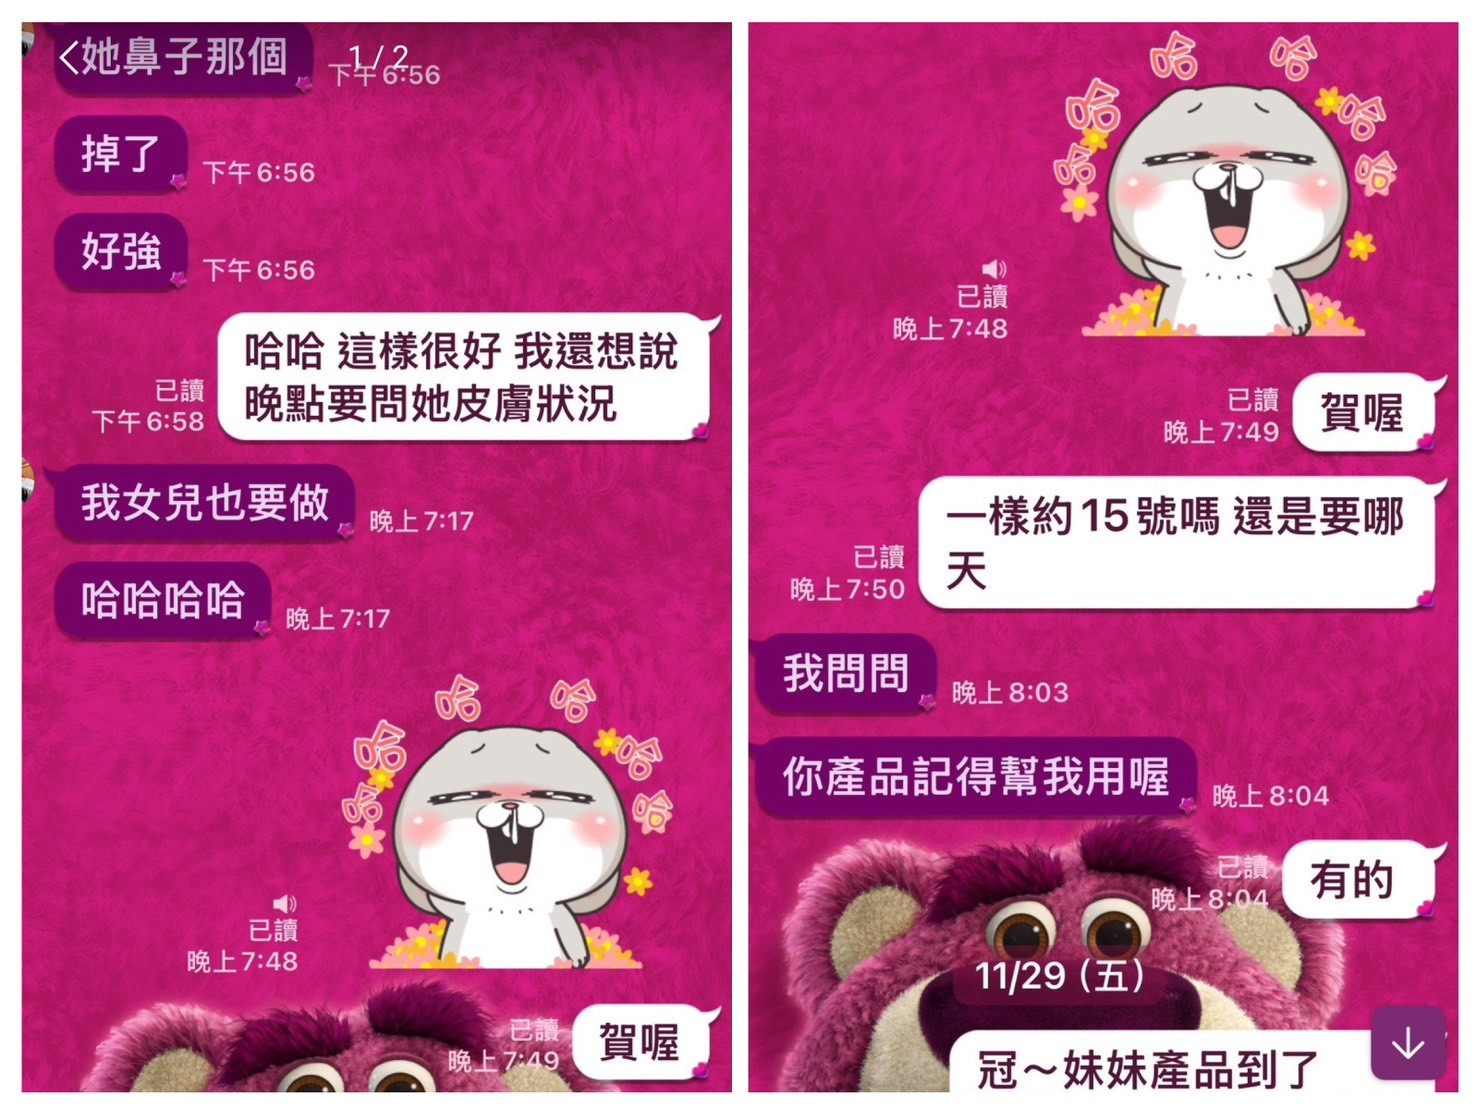 她鼻子那個
1/2
下午6:56
掉了
下午6:56
好強
下午6:56
哈哈 這樣很好 我還想說
晚點要問她皮膚狀況
已讀
下午6:58
我女兒也要做
晚上7:17
哈哈哈哈
晚上7:17
哈
哈
哈
哈
哈
哈
已讀
晚上7:48
賀喔
已讀
晚上7:49
哈
哈
哈
哈
哈
哈
已讀
晚上7:48
賀喔
已讀
晚上7:49
一樣約15號嗎 還是要哪
天
已讀
晚上7:50
我問問
晚上8:03
你產品記得幫我用喔
晚上8:04
有的
已讀
晚上8:04
11/29（五）
冠～妹妹產品到了